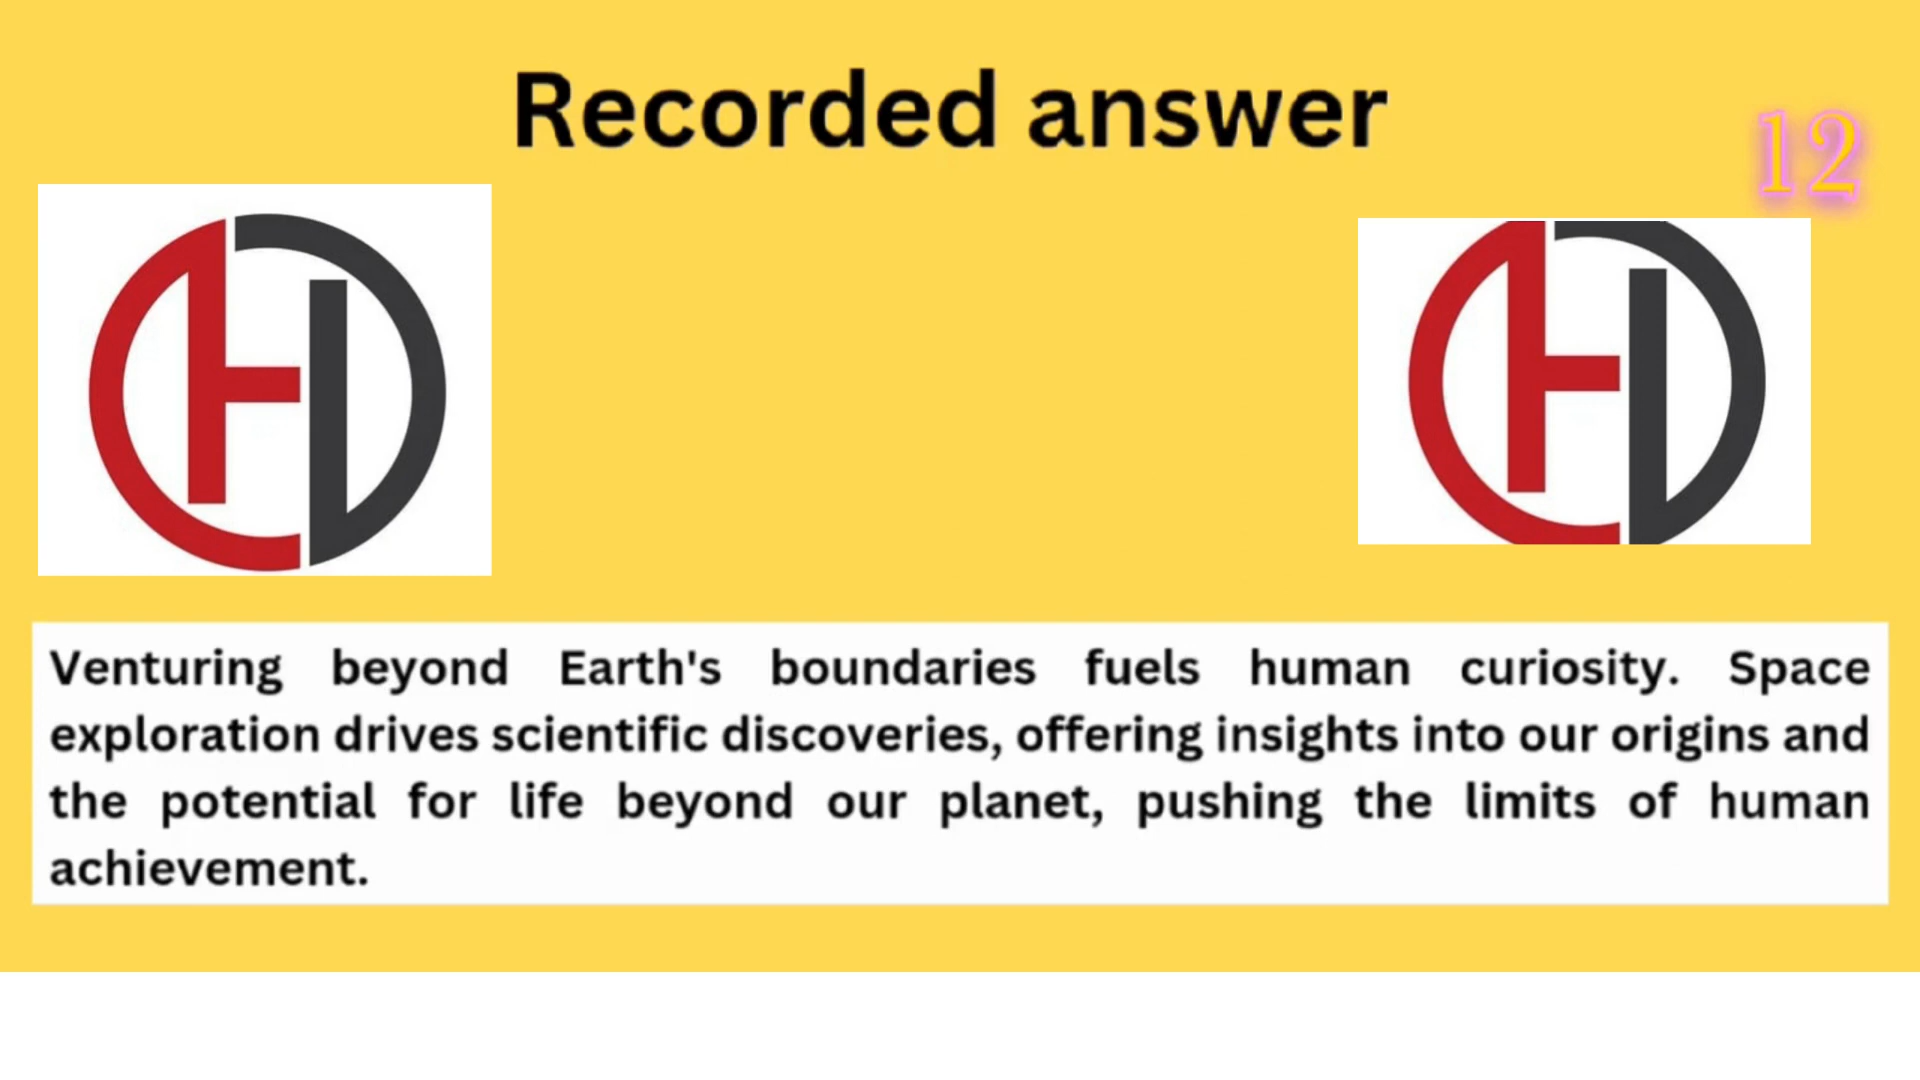 Recorded answer
12
Venturing beyond Earth's boundaries fuels human curiosity. Space
exploration drives scientific discoveries, offering insights into our origins and
the potential for life beyond our planet, pushing the limits of human
achievement.